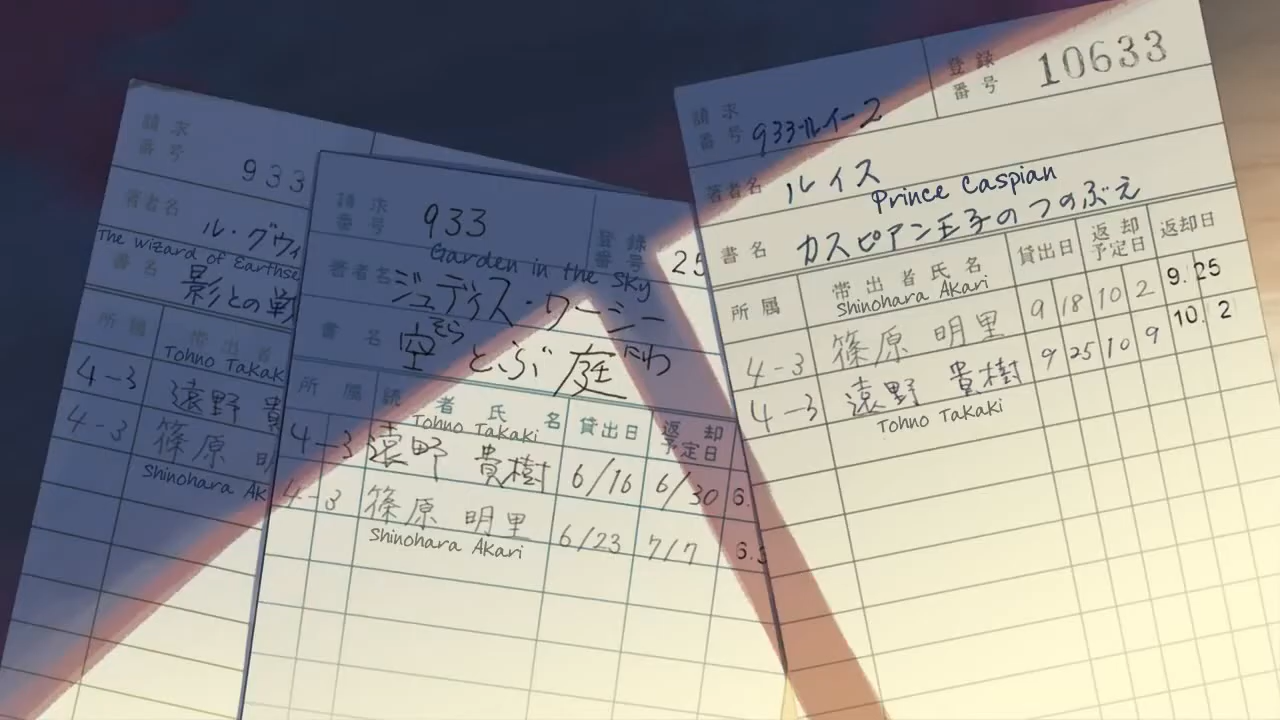 請求番号 933
著者名 ル・グウィ
The Wizard of Earthse
書名 影との戦
所属 帯出者
Tohno Takak
4-3 遠野 貴
4-3 篠原 明
Shinohara Ak
請求番号 933 登録番号 25
Garden in the Sky
著者名 ジュディス・ワーシー
書名 空とぶ庭
そら にわ
所属 読者氏名 貸出日 返却予定日
Tohno Takaki
4-3 遠野 貴樹 6/16 6/30 6.
4-3 篠原 明里 6/23 7/7 6.3
Shinohara Akari
請求番号 933-ルイ-2 登録番号 10633
著者名 ルイス
Prince Caspian
書名 カスピアン王子のつのぶえ
所属 帯出者氏名 貸出日 返却予定日 返却日
Shinohara Akari
4-3 篠原 明里 9 18 10 2 9.25
4-3 遠野 貴樹 9 25 10 9 10.2
Tohno Takaki